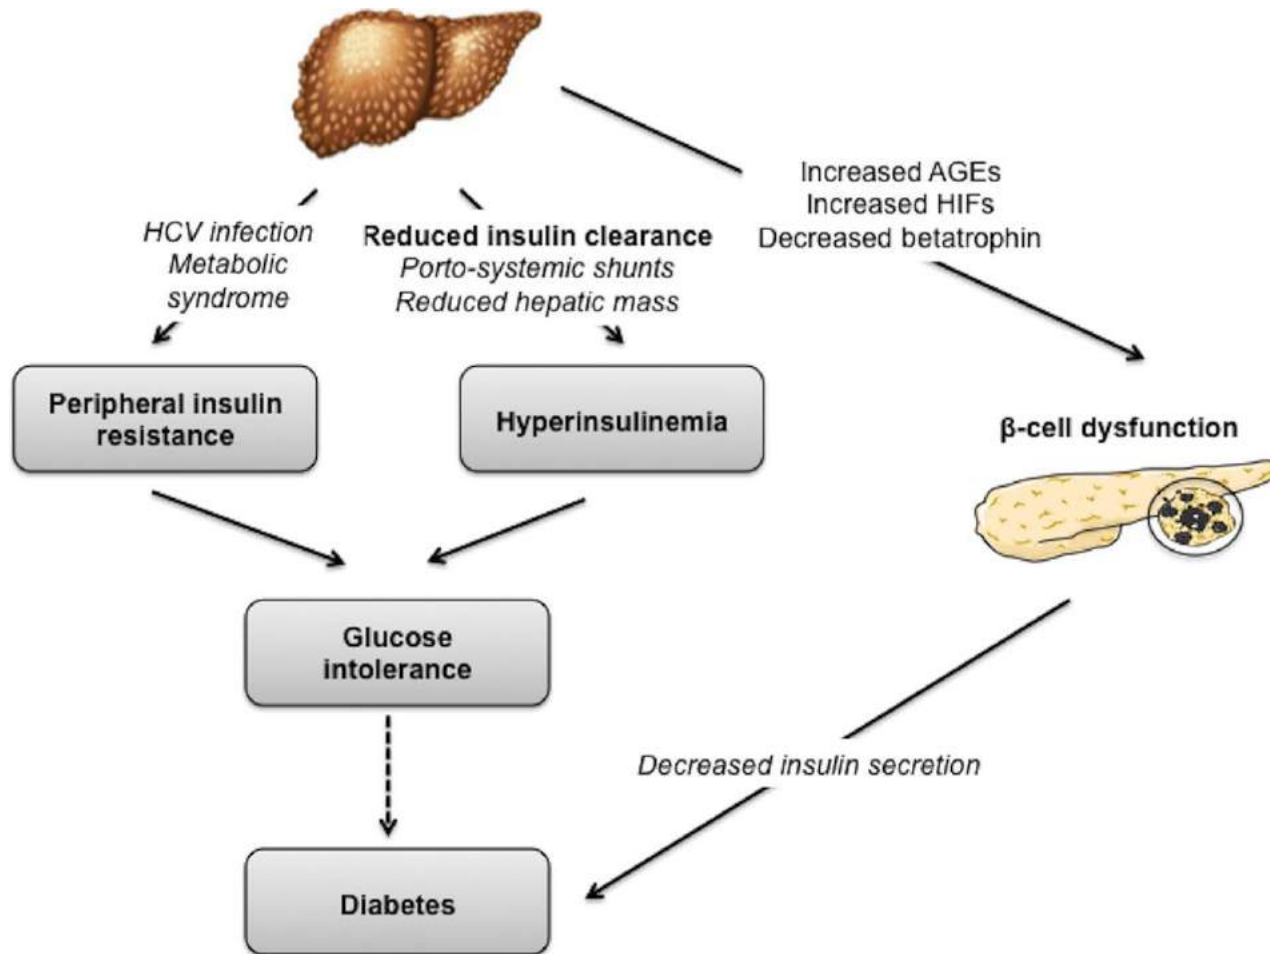 HCV infection
Metabolic
syndrome
Reduced insulin clearance
Porto-systemic shunts
Reduced hepatic mass
Increased AGEs
Increased HIFs
Decreased betatrophin
Peripheral insulin
resistance
Hyperinsulinemia
β-cell dysfunction
Glucose
intolerance
Decreased insulin secretion
Diabetes